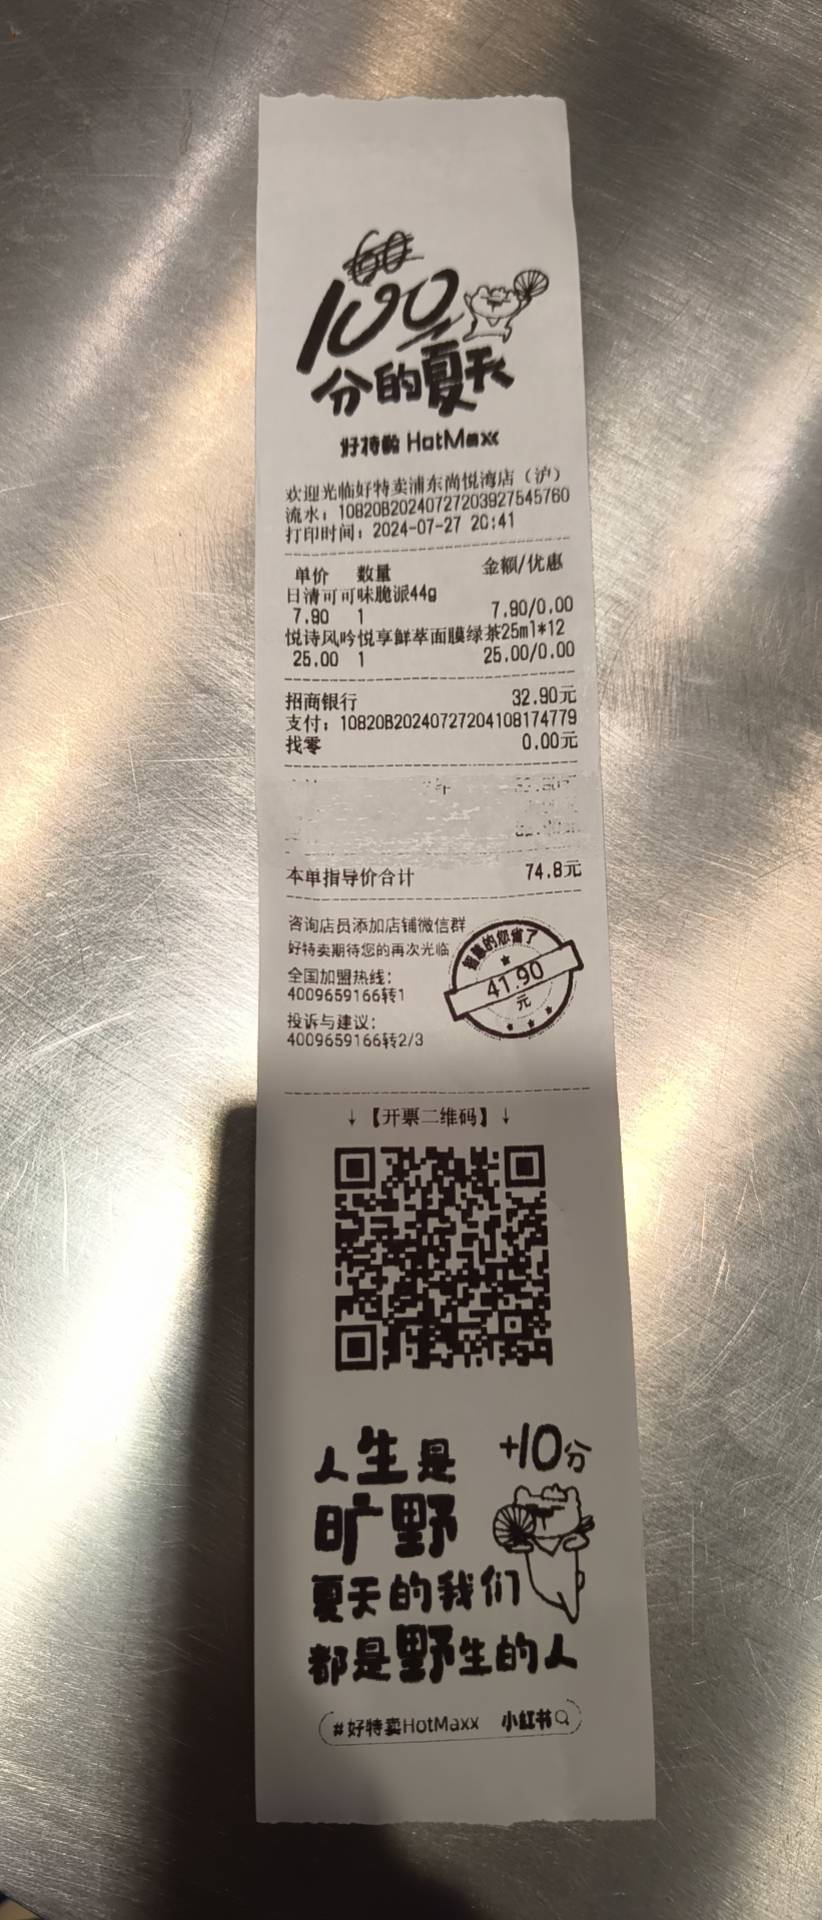 60
100
分的夏天
好特卖 HotMaxx
欢迎光临好特卖浦东尚悦湾店（沪）
流水：10820B20240727203927545760
打印时间：2024-07-27 20:41
单价 数量 金额/优惠
日清可可味脆派44g
7.90 1 7.90/0.00
悦诗风吟悦享鲜萃面膜绿茶25ml*12
25.00 1 25.00/0.00
招商银行 32.90元
支付：10820B20240727204108174779
找零 0.00元
本单指导价合计 74.8元
咨询店员添加店铺微信群
好特卖期待您的再次光临
全国加盟热线：
4009659166转1
投诉与建议：
4009659166转2/3
智慧的您省了
41.90
元
↓【开票二维码】↓
人生是
+10分
旷野
夏天的我们
都是野生的人
#好特卖HotMaxx 小红书